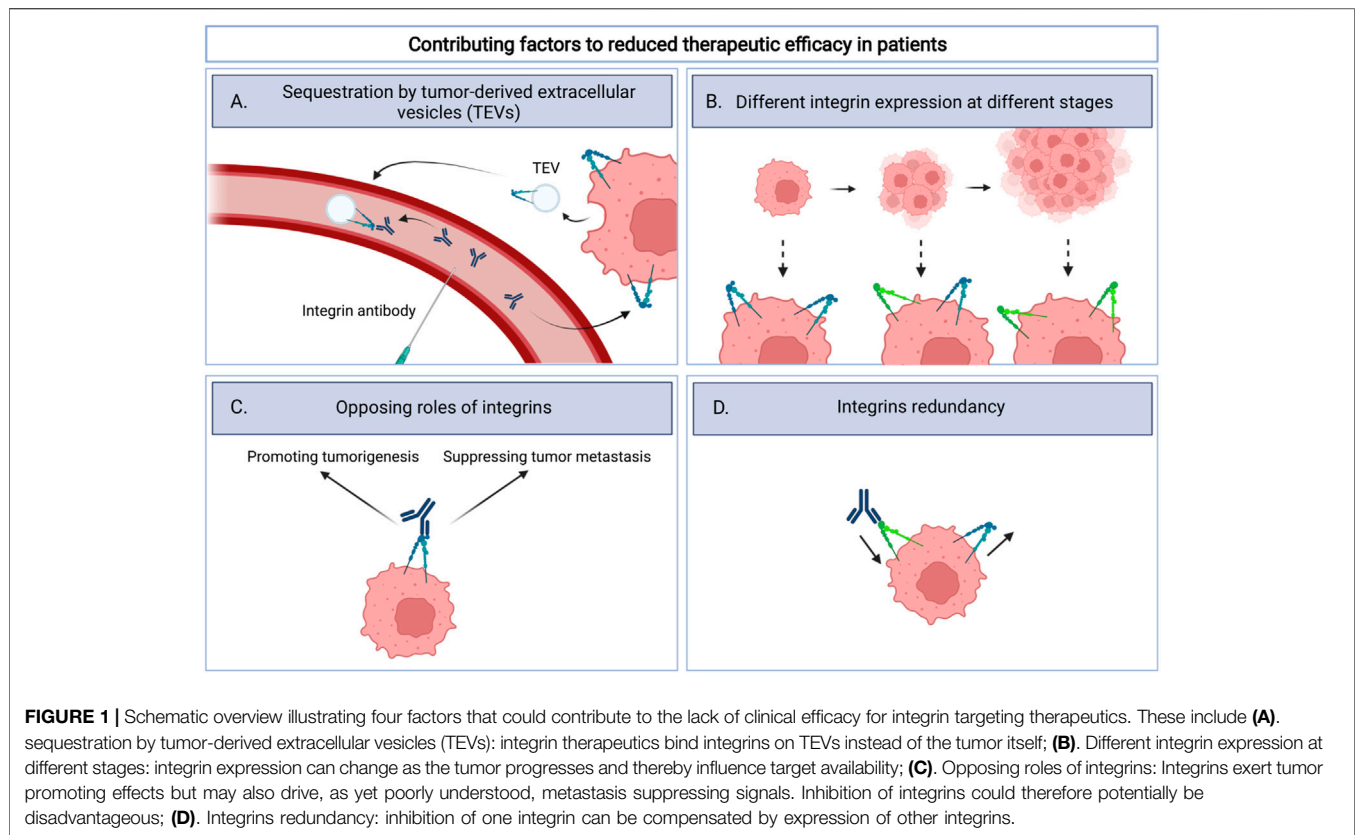 Contributing factors to reduced therapeutic efficacy in patients
A. Sequestration by tumor-derived extracellular
vesicles (TEVs)
TEV
Integrin antibody
B. Different integrin expression at different stages
C. Opposing roles of integrins
Promoting tumorigenesis Suppressing tumor metastasis
D. Integrins redundancy
FIGURE 1 | Schematic overview illustrating four factors that could contribute to the lack of clinical efficacy for integrin targeting therapeutics. These include (A).
sequestration by tumor-derived extracellular vesicles (TEVs): integrin therapeutics bind integrins on TEVs instead of the tumor itself; (B). Different integrin expression at
different stages: integrin expression can change as the tumor progresses and thereby influence target availability; (C). Opposing roles of integrins: Integrins exert tumor
promoting effects but may also drive, as yet poorly understood, metastasis suppressing signals. Inhibition of integrins could therefore potentially be
disadvantageous; (D). Integrins redundancy: inhibition of one integrin can be compensated by expression of other integrins.